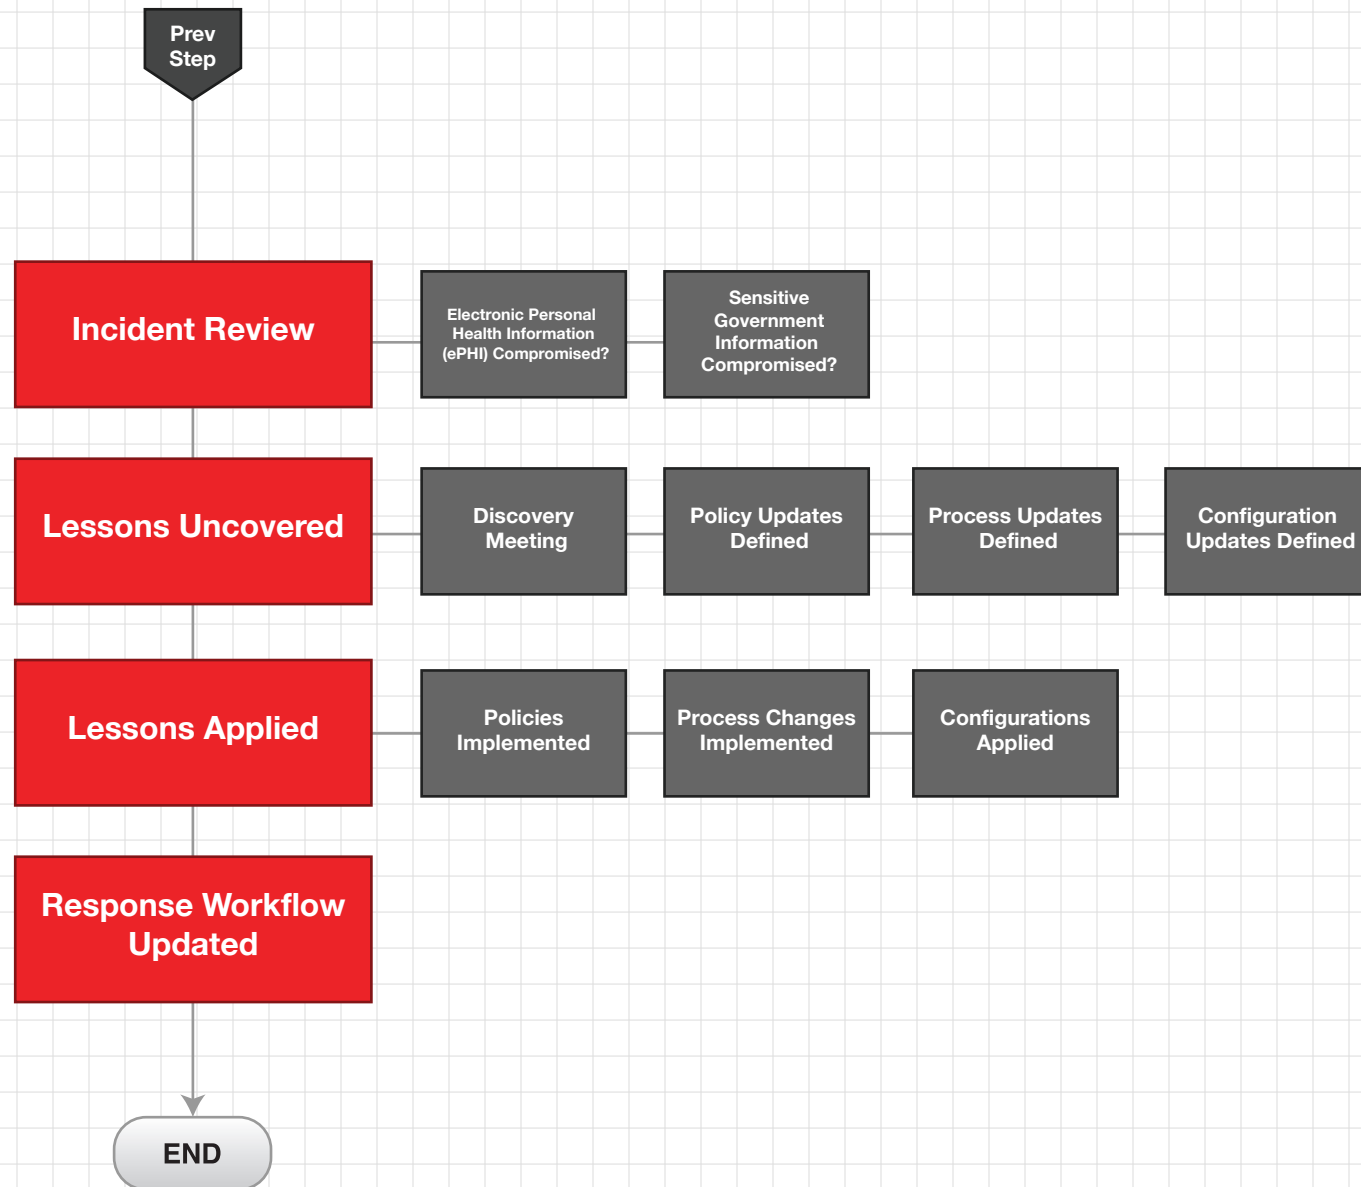 Prev
Step
Incident Review
Electronic Personal
Health Information
(ePHI) Compromised?
Sensitive
Government
Information
Compromised?
Lessons Uncovered
Discovery
Meeting
Policy Updates
Defined
Process Updates
Defined
Configuration
Updates Defined
Lessons Applied
Policies
Implemented
Process Changes
Implemented
Configurations
Applied
Response Workflow
Updated
END